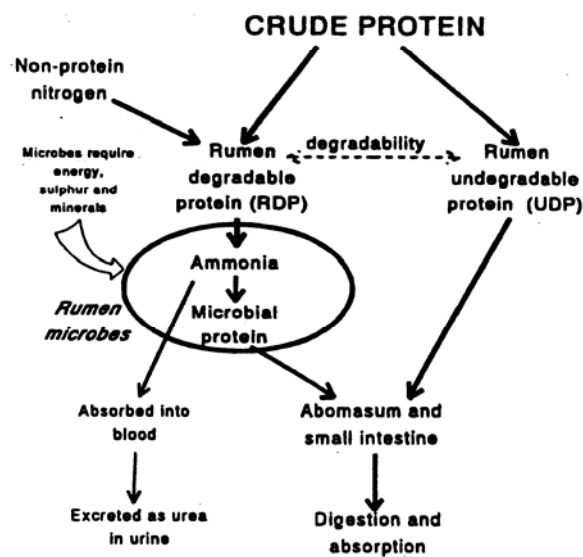 CRUDE PROTEIN
Non-protein
nitrogen
degradability
Microbes require
energy,
sulphur and
minerals
Rumen
degradable
protein (RDP)
Rumen
undegradable
protein (UDP)
Ammonia
Microbial
protein
Rumen
microbes
Absorbed into
blood
Abomasum and
small intestine
Excreted as urea
in urine
Digestion and
absorption